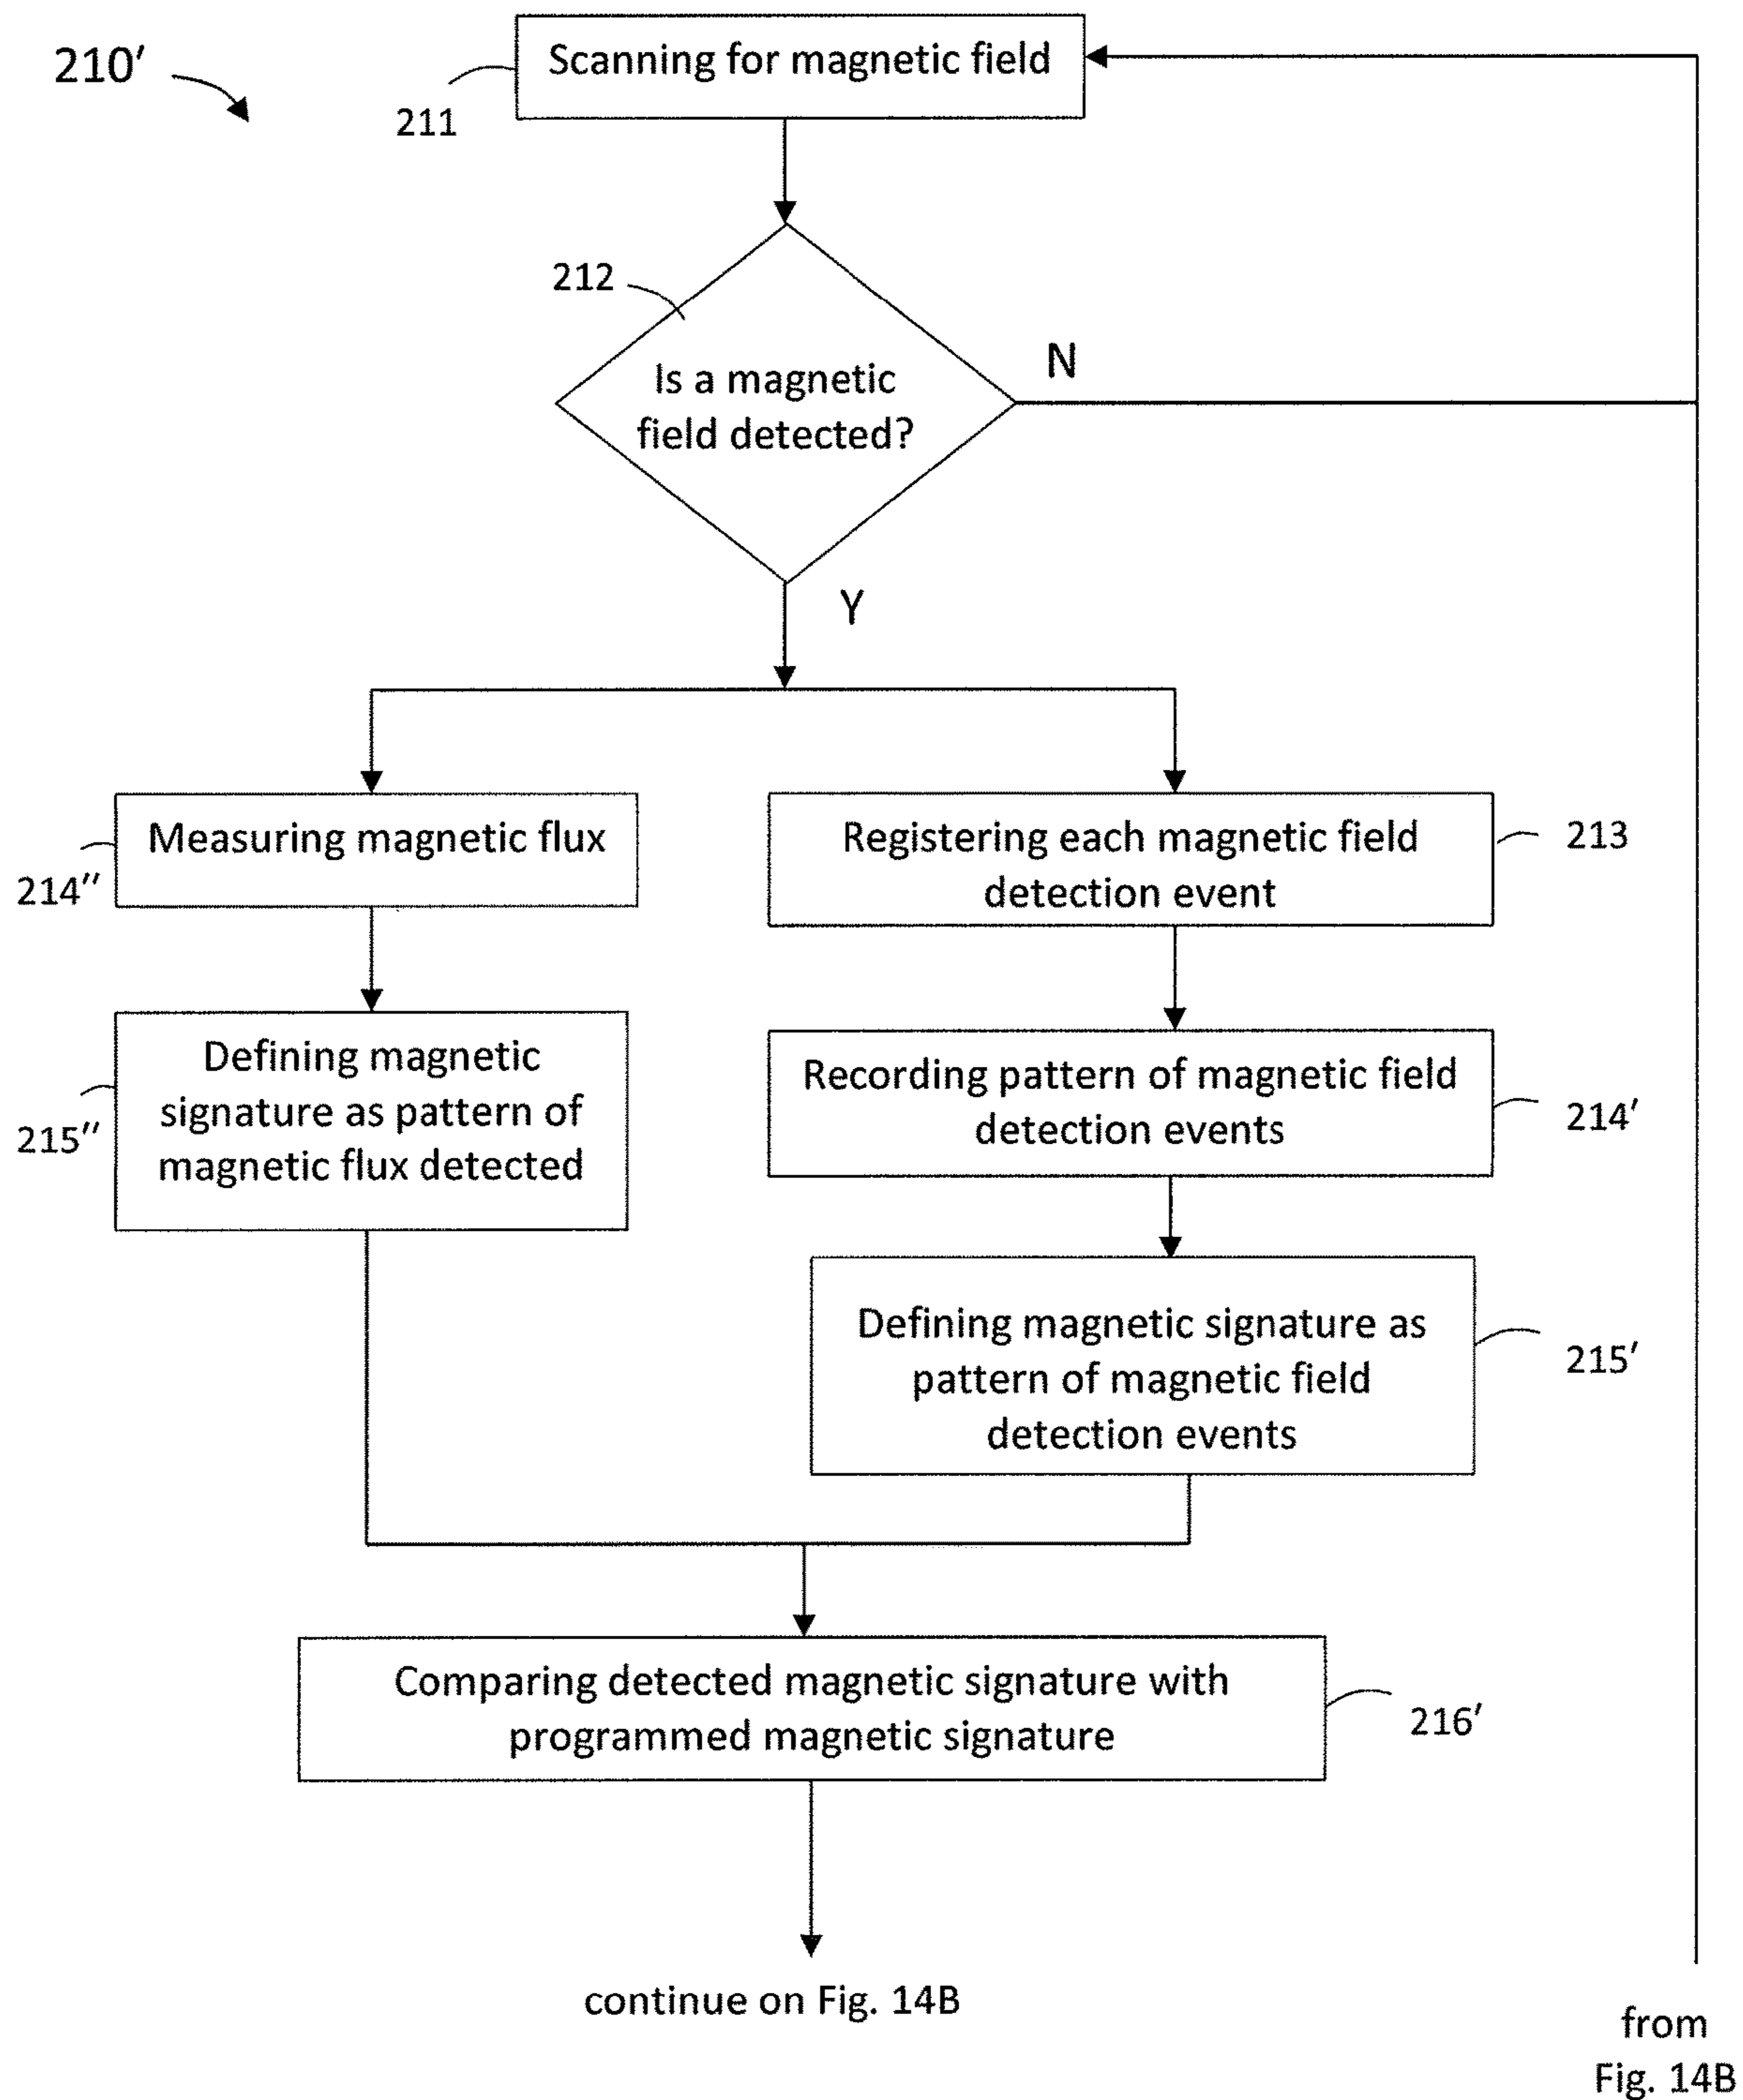 210′
Scanning for magnetic field
211
212
Is a magnetic
field detected?
N
Y
Measuring magnetic flux
214′′
Registering each magnetic field
detection event
213
Defining magnetic
signature as pattern of
magnetic flux detected
215′′
Recording pattern of magnetic field
detection events
214′
Defining magnetic signature as
pattern of magnetic field
detection events
215′
Comparing detected magnetic signature with
programmed magnetic signature
216′
continue on Fig. 14B
from
Fig. 14B